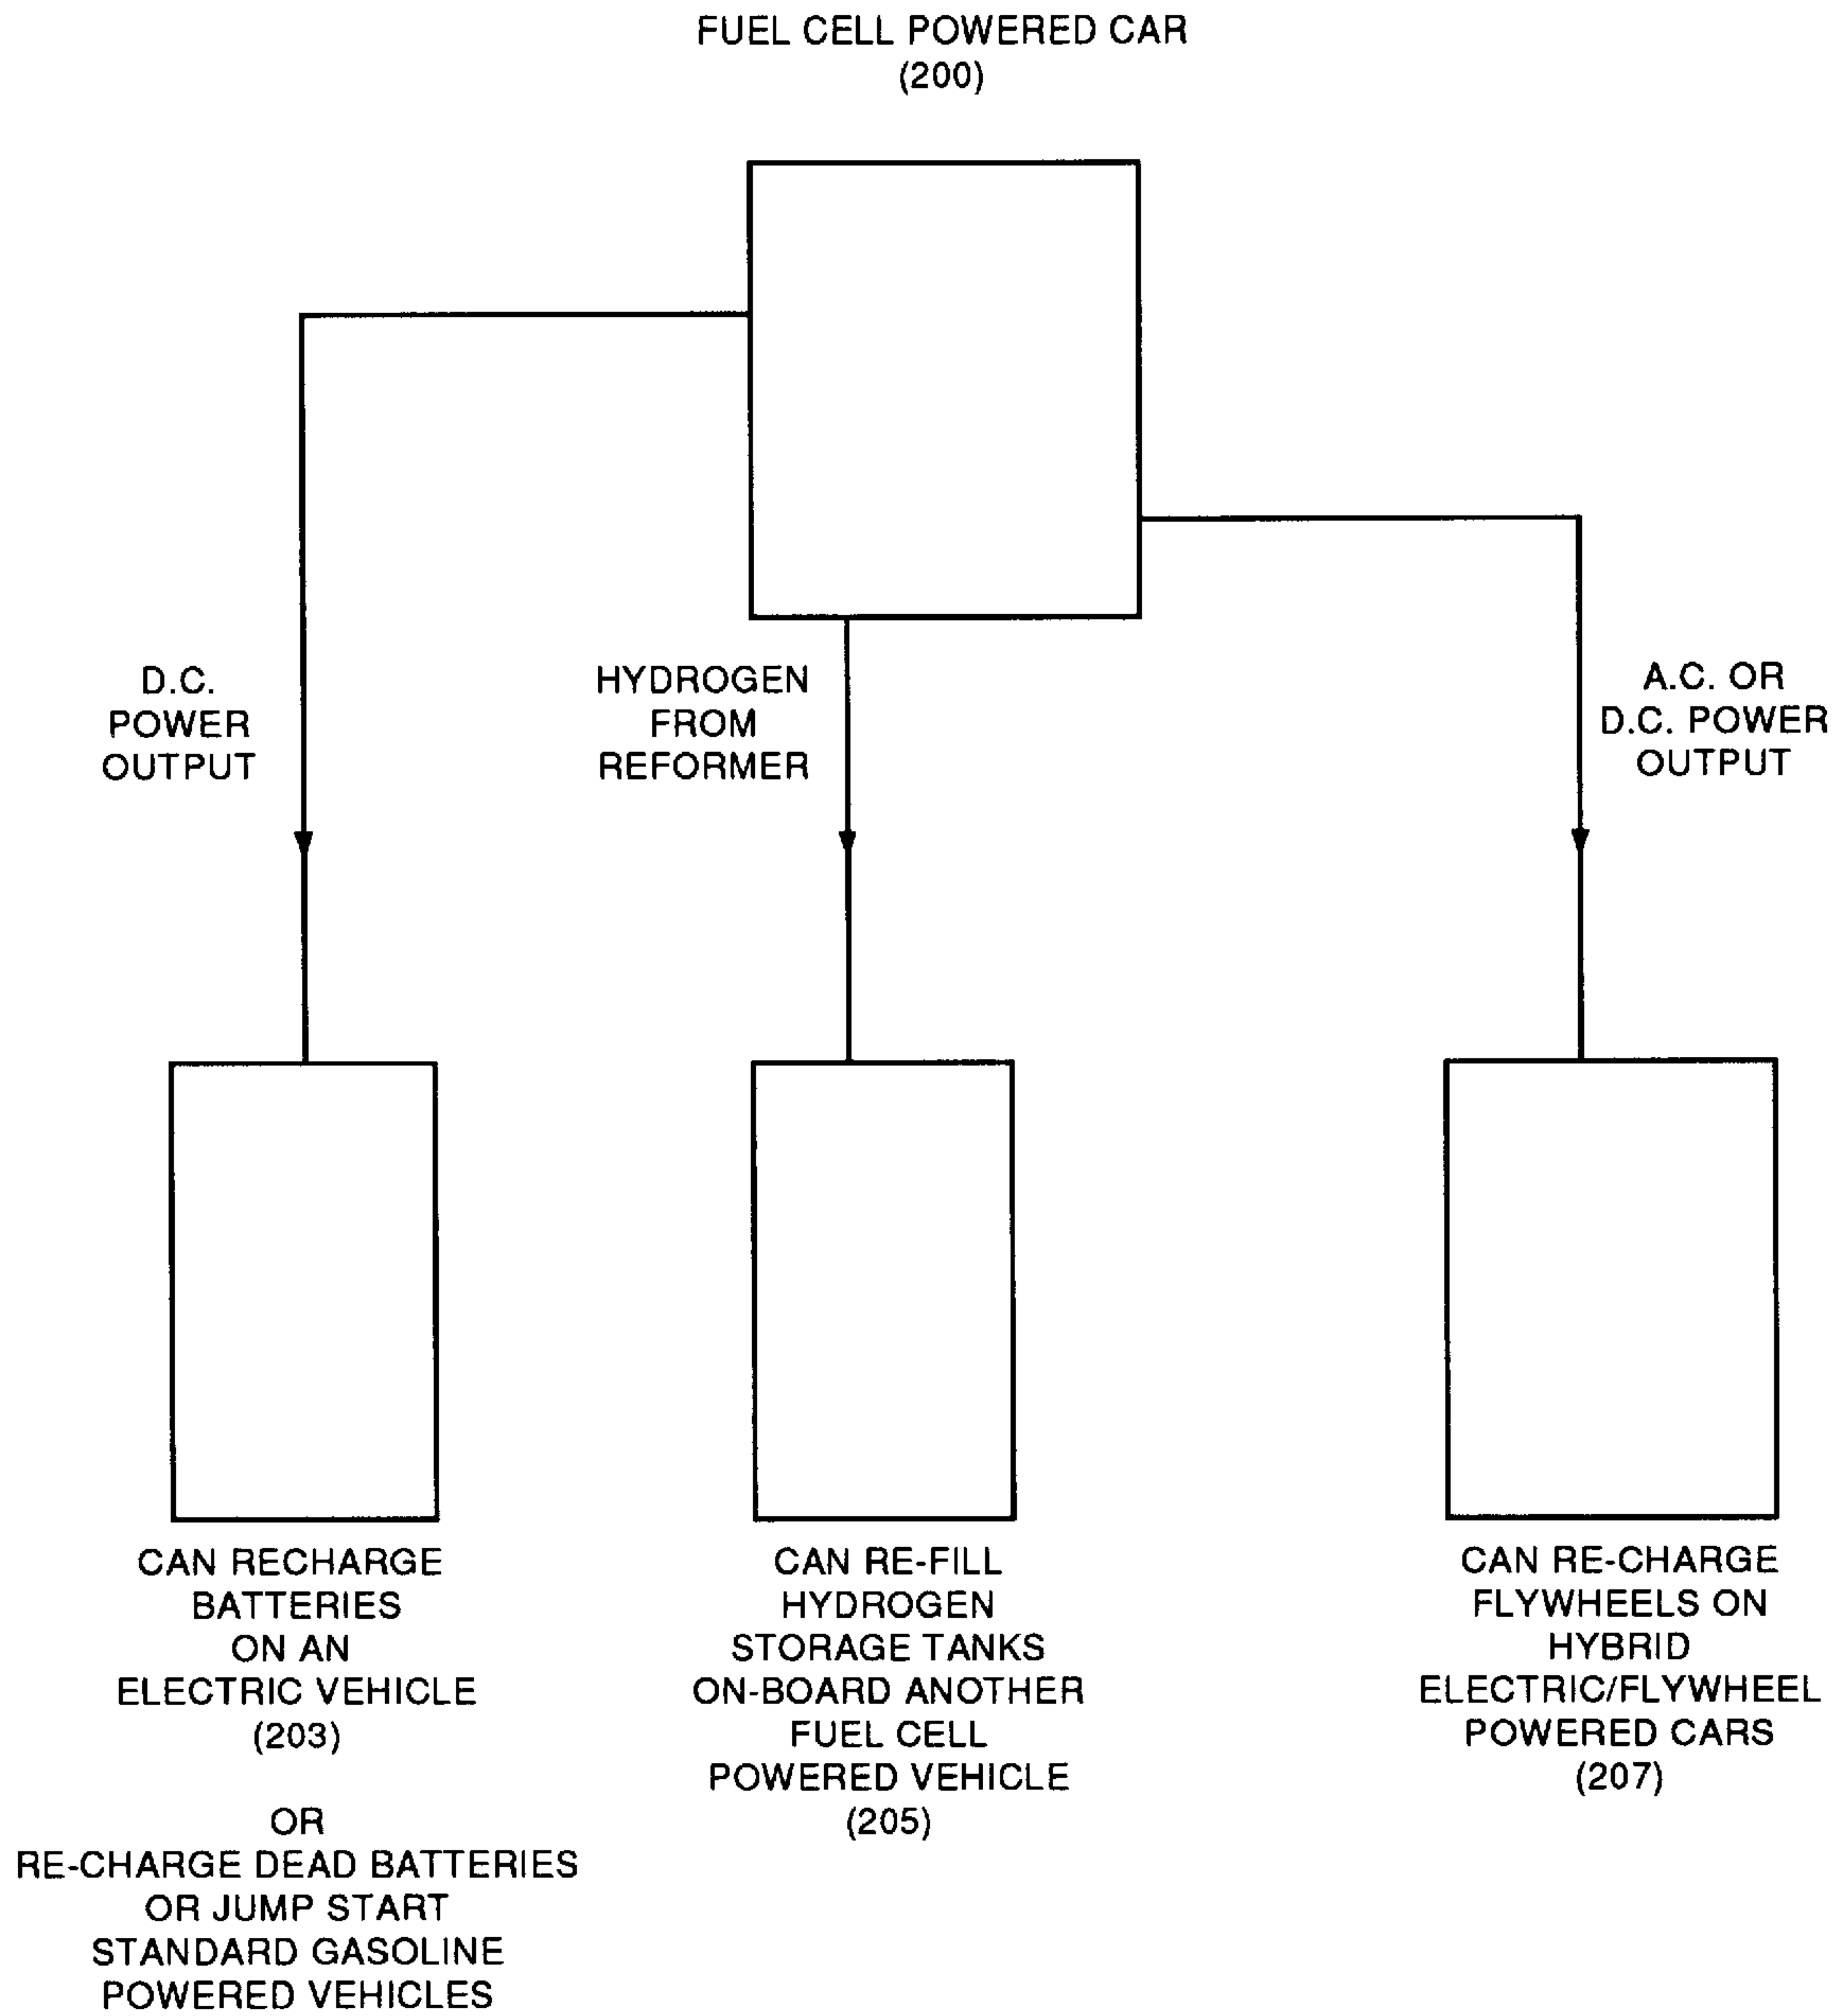 FUEL CELL POWERED CAR
(200)
D.C.
POWER
OUTPUT
HYDROGEN
FROM
REFORMER
A.C. OR
D.C. POWER
OUTPUT
CAN RECHARGE
BATTERIES
ON AN
ELECTRIC VEHICLE
(203)
OR
RE-CHARGE DEAD BATTERIES
OR JUMP START
STANDARD GASOLINE
POWERED VEHICLES
CAN RE-FILL
HYDROGEN
STORAGE TANKS
ON-BOARD ANOTHER
FUEL CELL
POWERED VEHICLE
(205)
CAN RE-CHARGE
FLYWHEELS ON
HYBRID
ELECTRIC/FLYWHEEL
POWERED CARS
(207)